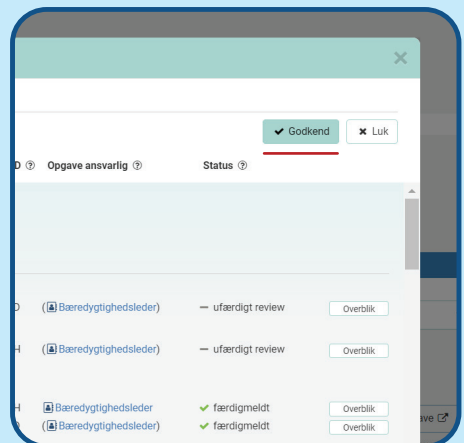 ✔ Godkend ✖ Luk
D Opgave ansvarlig Status
D (Bæredygtighedsleder) — ufærdigt review Overblik
H (Bæredygtighedsleder) — ufærdigt review Overblik
H Bæredygtighedsleder ✔ færdigmeldt Overblik
(Bæredygtighedsleder) ✔ færdigmeldt Overblik
ave